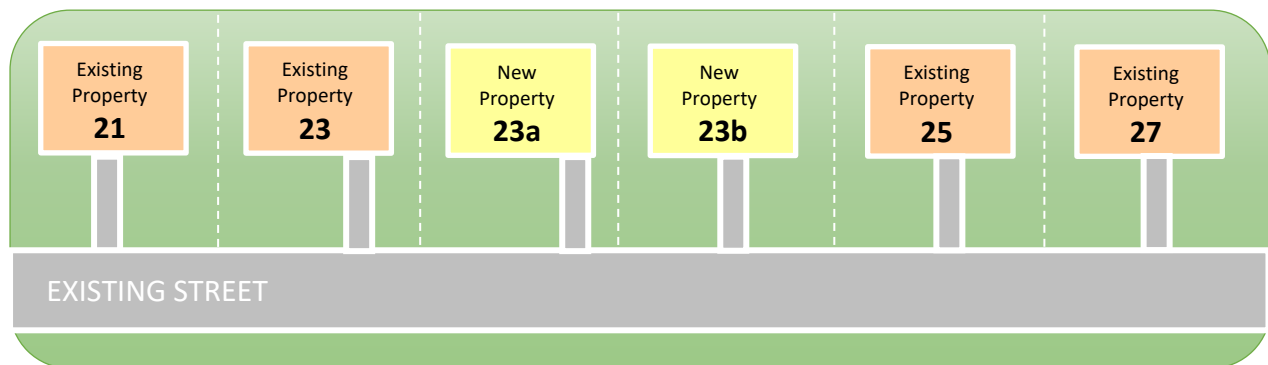 Existing
Property
21
Existing
Property
23
New
Property
23a
New
Property
23b
Existing
Property
25
Existing
Property
27
EXISTING STREET